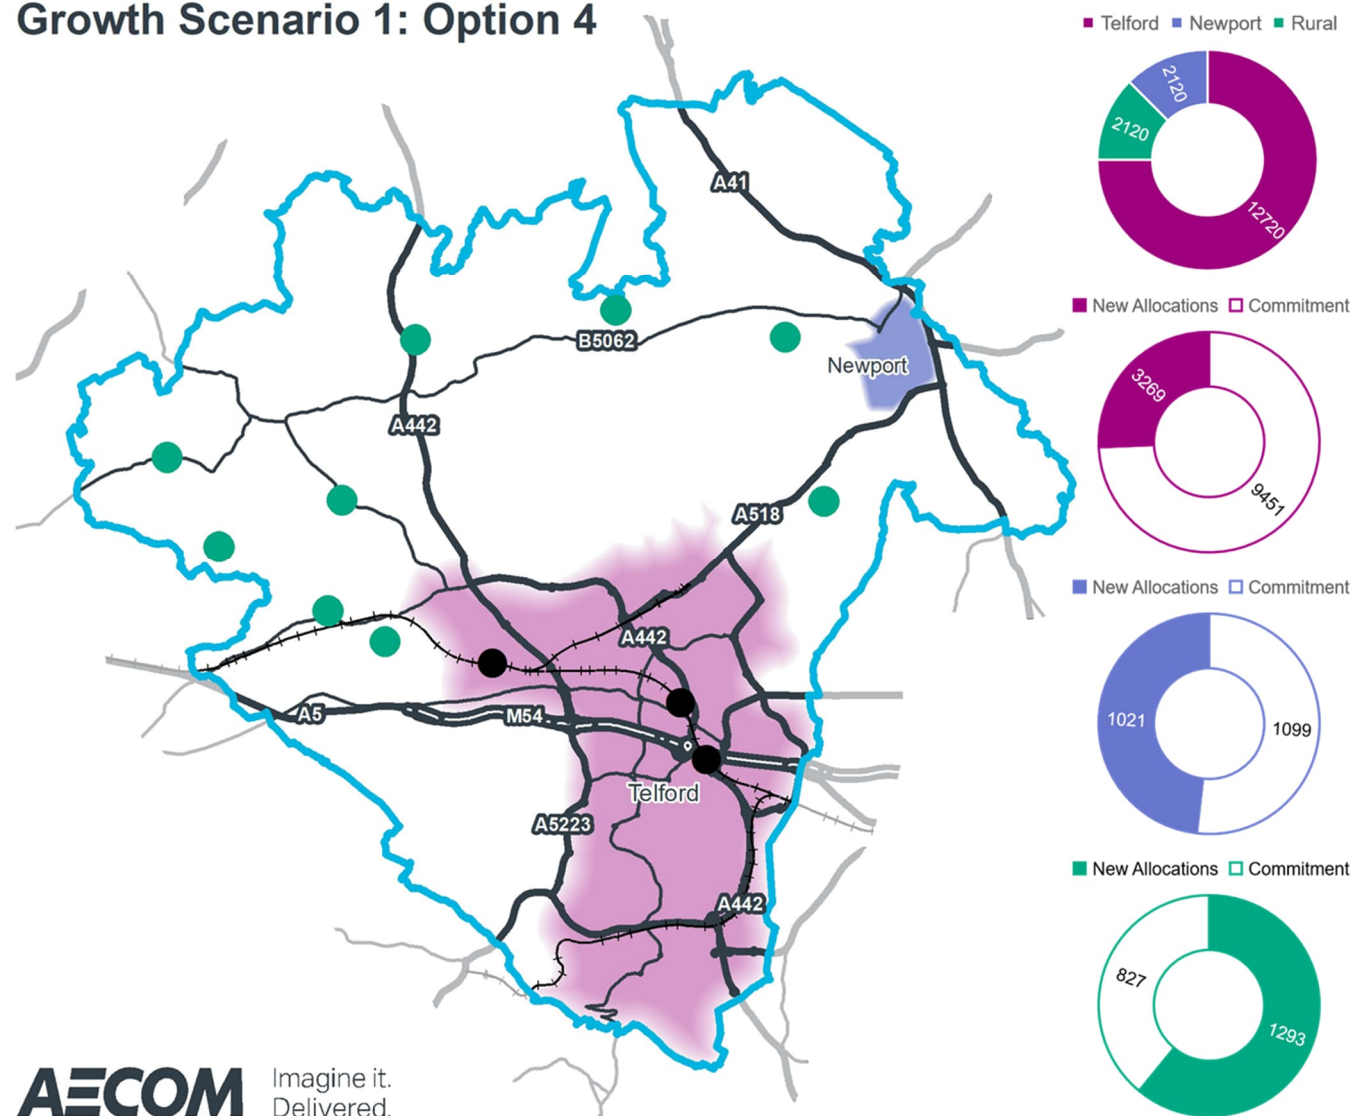 Growth Scenario 1: Option 4
Telford Newport Rural
2120
2120
12720
New Allocations Commitment
3269
9451
New Allocations Commitment
1021
1099
New Allocations Commitment
827
1293
A41
B5062
Newport
A442
A518
A442
A5
M54
Telford
A5223
A442
AECOM
Imagine it.
Delivered.